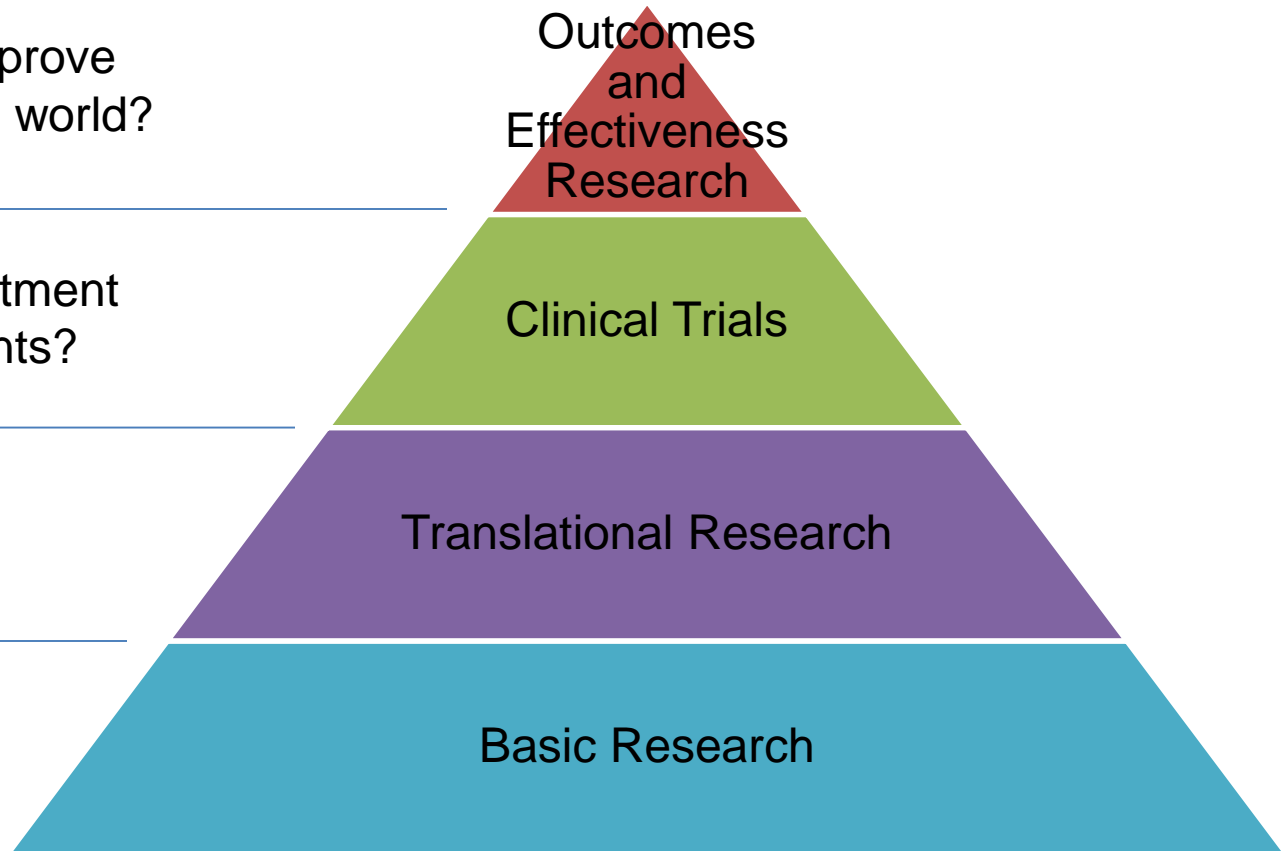 prove
world?
Outcomes
and
Effectiveness
Research
tment
nts?
Clinical Trials
Translational Research
Basic Research